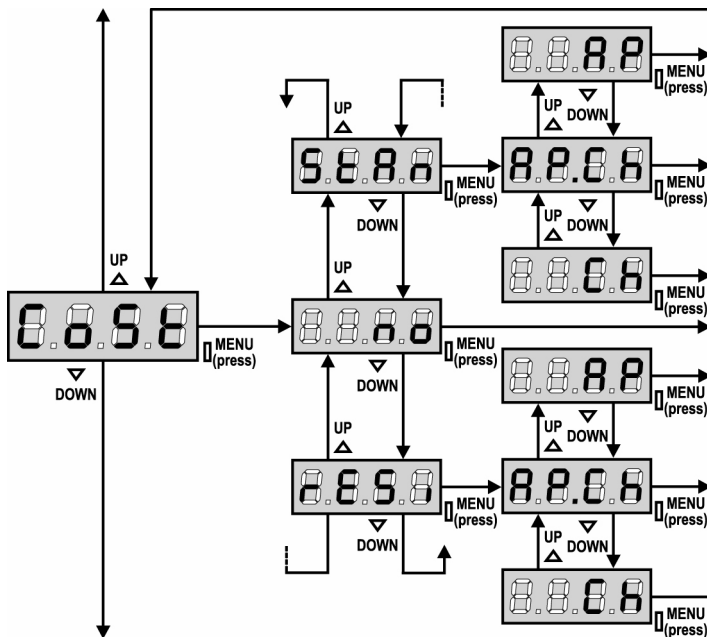 AP
MENU
(press)
UP
DOWN
StAn
MENU
(press)
UP
DOWN
AP.Ch
MENU
(press)
UP
DOWN
Ch
MENU
(press)
UP
CoSt
MENU
(press)
DOWN
UP
no
MENU
(press)
DOWN
AP
MENU
(press)
UP
DOWN
UP
rESi
MENU
(press)
DOWN
AP.Ch
MENU
(press)
UP
DOWN
Ch
MENU
(press)